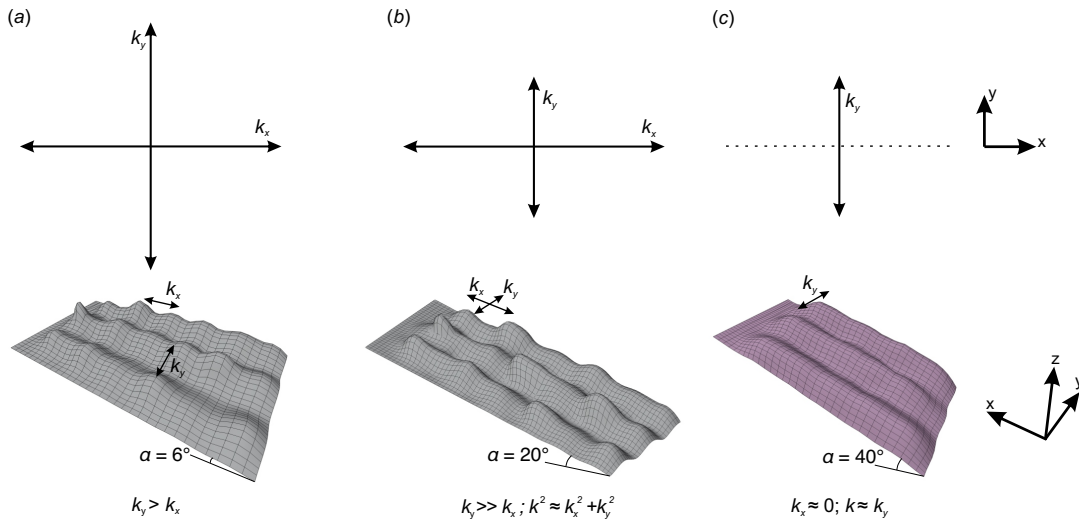 (a)
(b)
(c)
k_y
k_x
k_y
k_x
k_y
y
x
k_x
k_y
α = 6°
k_y > k_x
k_x
k_y
α = 20°
k_y >> k_x ; k² ≈ k_x² + k_y²
k_y
α = 40°
k_x ≈ 0; k ≈ k_y
z
y
x